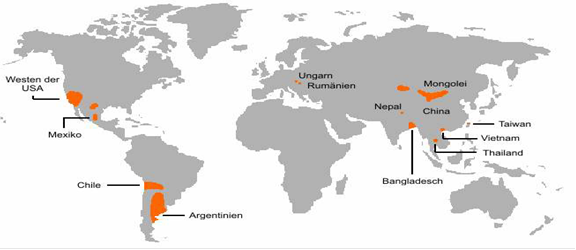 Westen der
USA
Mexiko
Chile
Argentinien
Ungarn
Rumänien
Mongolei
Nepal
China
Taiwan
Vietnam
Thailand
Bangladesch